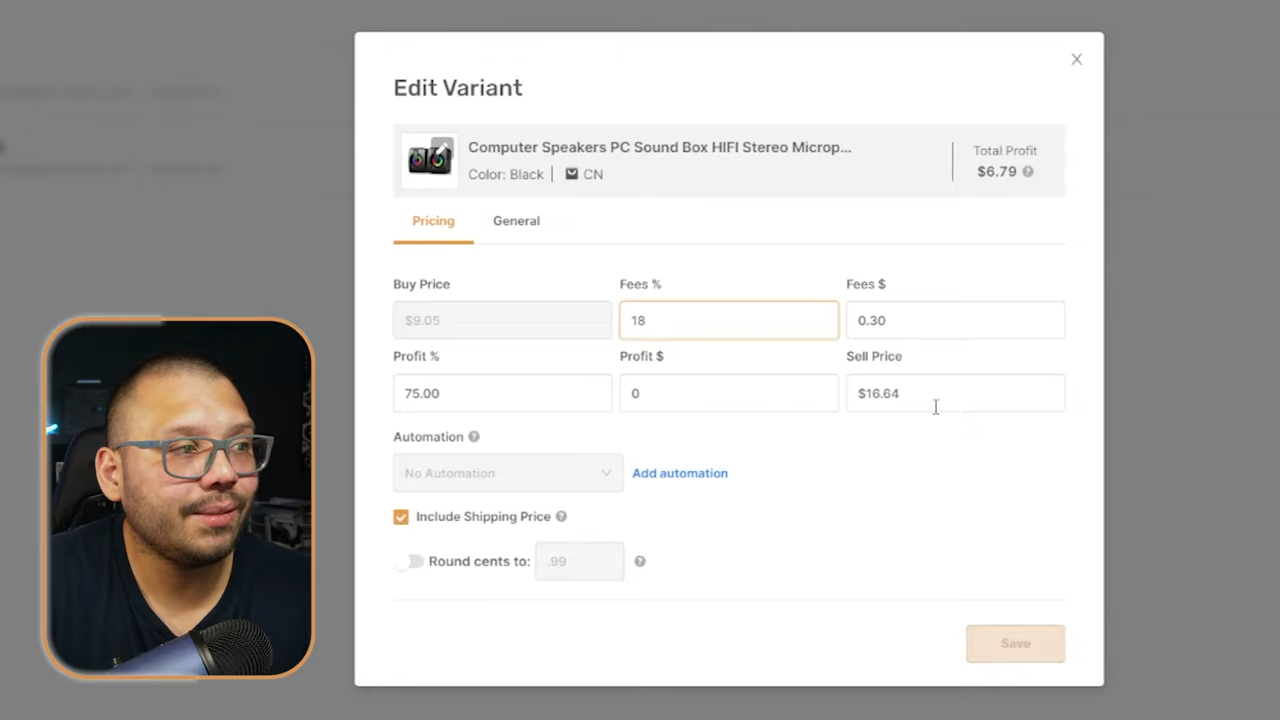 Edit Variant
Computer Speakers PC Sound Box HIFI Stereo Microp...
Color: Black | CN
Total Profit
$6.79
Pricing General
Buy Price Fees % Fees $
$9.05 18 0.30
Profit % Profit $ Sell Price
75.00 0 $16.64
Automation
No Automation Add automation
Include Shipping Price
Round cents to: .99
Save